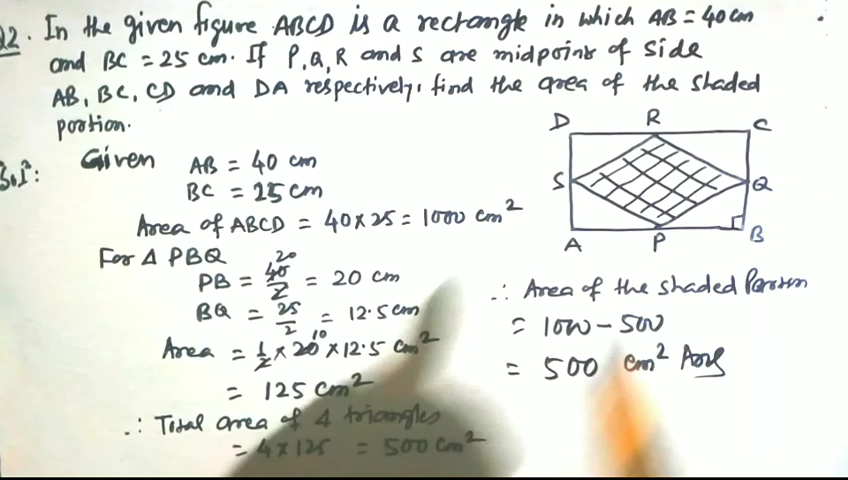 Q2. In the given figure ABCD is a rectangle in which AB = 40cm
and BC = 25 cm. If P, Q, R and S are midpoint of side
AB, BC, CD and DA respectively, find the area of the shaded
portion.
Sol: Given AB = 40 cm
BC = 25 cm
Area of ABCD = 40 × 25 = 1000 cm²
For Δ PBQ
PB = 40/2 20 = 20 cm
BQ = 25/2 = 12.5 cm
Area = 1/2 × 20 10 × 12.5 cm²
= 125 cm²
∴ Total area of 4 triangles
= 4 × 125 = 500 cm²
D R C
S Q
A P B
∴ Area of the shaded Portion
= 1000 - 500
= 500 cm² Ans